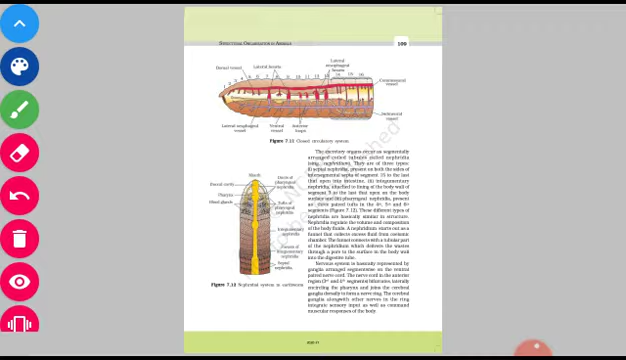 STRUCTURAL ORGANISATION IN ANIMALS
109
Dorsal vessel
Lateral hearts
Lateral
oesophageal
hearts
Commissural
vessel
Subneural
vessel
Lateral oesophageal
vessel
Ventral
vessel
Anterior
loops
Figure 7.11 Closed circulatory system
The excretory organs occur as segmentally
arranged coiled tubules called nephridia
(sing.: nephridium). They are of three types:
(i) septal nephridia, present on both the sides
of intersegmental septa of segment 15 to the last
that open into intestine, (ii) integumentary
nephridia, attached to lining of the body wall of
segment 3 to the last that open on the body
surface and (iii) pharyngeal nephridia, present
as three paired tufts in the 4th, 5th and 6th
segments (Figure 7.12). These different types of
nephridia are basically similar in structure.
Nephridia regulate the volume and composition
of the body fluids. A nephridium starts out as a
funnel that collects excess fluid from coelomic
chamber. The funnel connects with a tubular part
of the nephridium which delivers the wastes
through a pore to the surface in the body wall
into the digestive tube.
Nervous system is basically represented by
ganglia arranged segmentwise on the ventral
paired nerve cord. The nerve cord in the anterior
region (3rd and 4th segments) bifurcates, laterally
encircling the pharynx and joins the cerebral
ganglia dorsally to form a nerve ring. The cerebral
ganglia alongwith other nerves in the ring
integrate sensory input as well as command
muscular responses of the body.
Mouth
Buccal cavity
Pharynx
Blood glands
Ducts of
pharyngeal
nephridia
Tufts of
pharyngeal
nephridia
Integumentary
nephridia
Forests of
integumentary
nephridia
Septal
nephridia
Figure 7.12 Nephridial system in earthworm